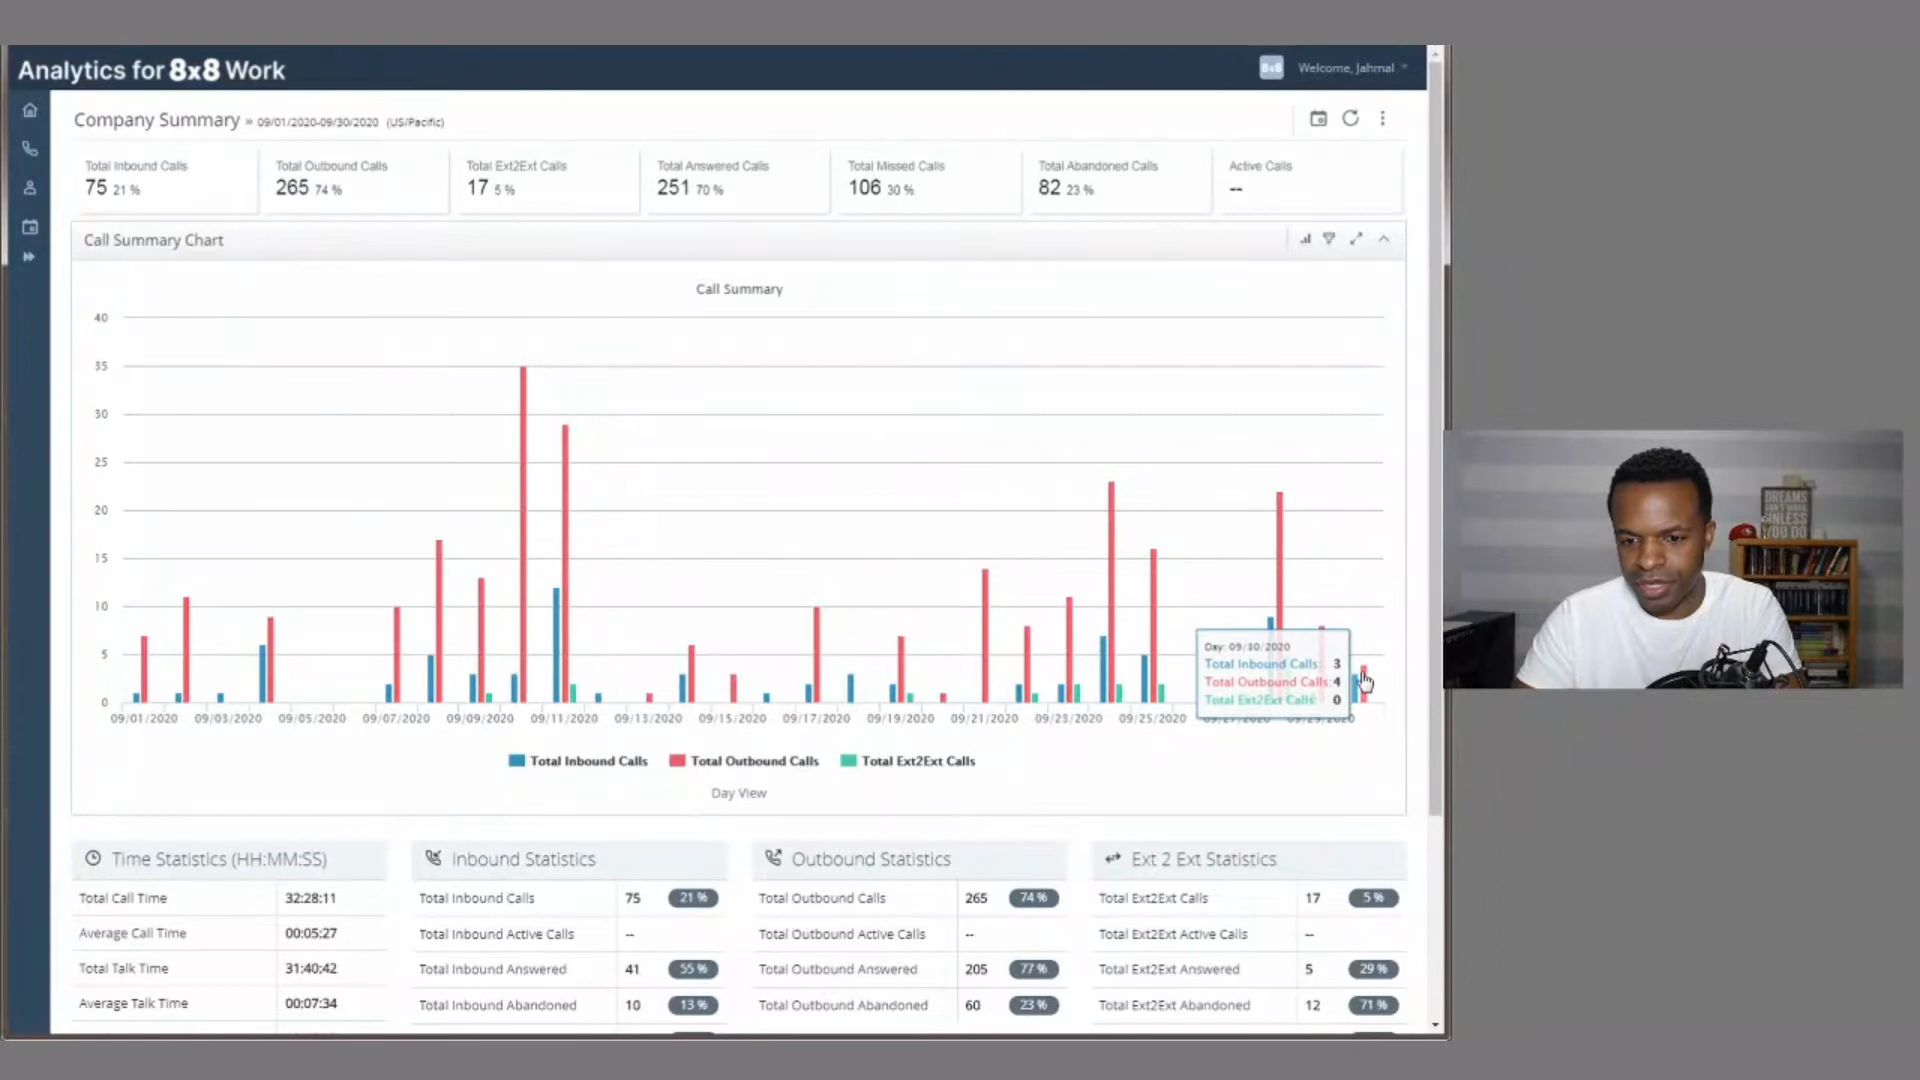 Analytics for 8x8 Work
8x8 Welcome, Jahmal
Company Summary » 09/01/2020-09/30/2020 (US/Pacific)
Total Inbound Calls
75 21 %
Total Outbound Calls
265 74 %
Total Ext2Ext Calls
17 5 %
Total Answered Calls
251 70 %
Total Missed Calls
106 30 %
Total Abandoned Calls
82 23 %
Active Calls
--
Call Summary Chart
Call Summary
40
35
30
25
20
15
10
5
0
Day: 09/30/2020
Total Inbound Calls: 3
Total Outbound Calls: 4
Total Ext2Ext Calls: 0
09/01/2020 09/03/2020 09/05/2020 09/07/2020 09/09/2020 09/11/2020 09/13/2020 09/15/2020 09/17/2020 09/19/2020 09/21/2020 09/23/2020 09/25/2020 09/27/2020 09/29/2020
Total Inbound Calls Total Outbound Calls Total Ext2Ext Calls
Day View
Time Statistics (HH:MM:SS)
Total Call Time 32:28:11
Average Call Time 00:05:27
Total Talk Time 31:40:42
Average Talk Time 00:07:34
Inbound Statistics
Total Inbound Calls 75 21 %
Total Inbound Active Calls --
Total Inbound Answered 41 55 %
Total Inbound Abandoned 10 13 %
Outbound Statistics
Total Outbound Calls 265 74 %
Total Outbound Active Calls --
Total Outbound Answered 205 77 %
Total Outbound Abandoned 60 23 %
Ext 2 Ext Statistics
Total Ext2Ext Calls 17 5 %
Total Ext2Ext Active Calls --
Total Ext2Ext Answered 5 29 %
Total Ext2Ext Abandoned 12 71 %
DREAMS
YOU DO